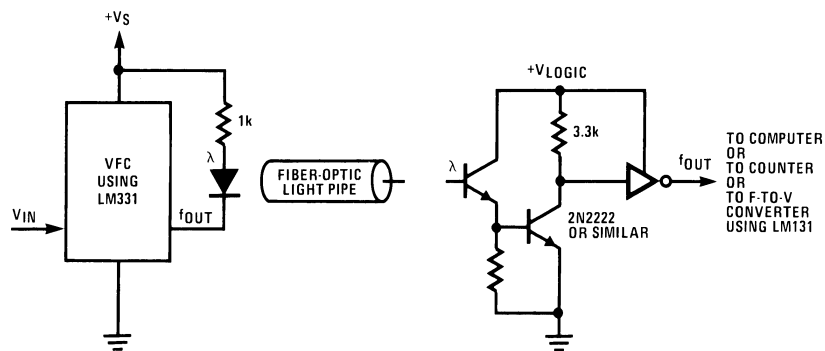 +VS
1k
λ
VFC
USING
LM331
VIN
fOUT
FIBER-OPTIC
LIGHT PIPE
+VLOGIC
3.3k
λ
2N2222
OR SIMILAR
fOUT
TO COMPUTER
OR
TO COUNTER
OR
TO F-TO-V
CONVERTER
USING LM131